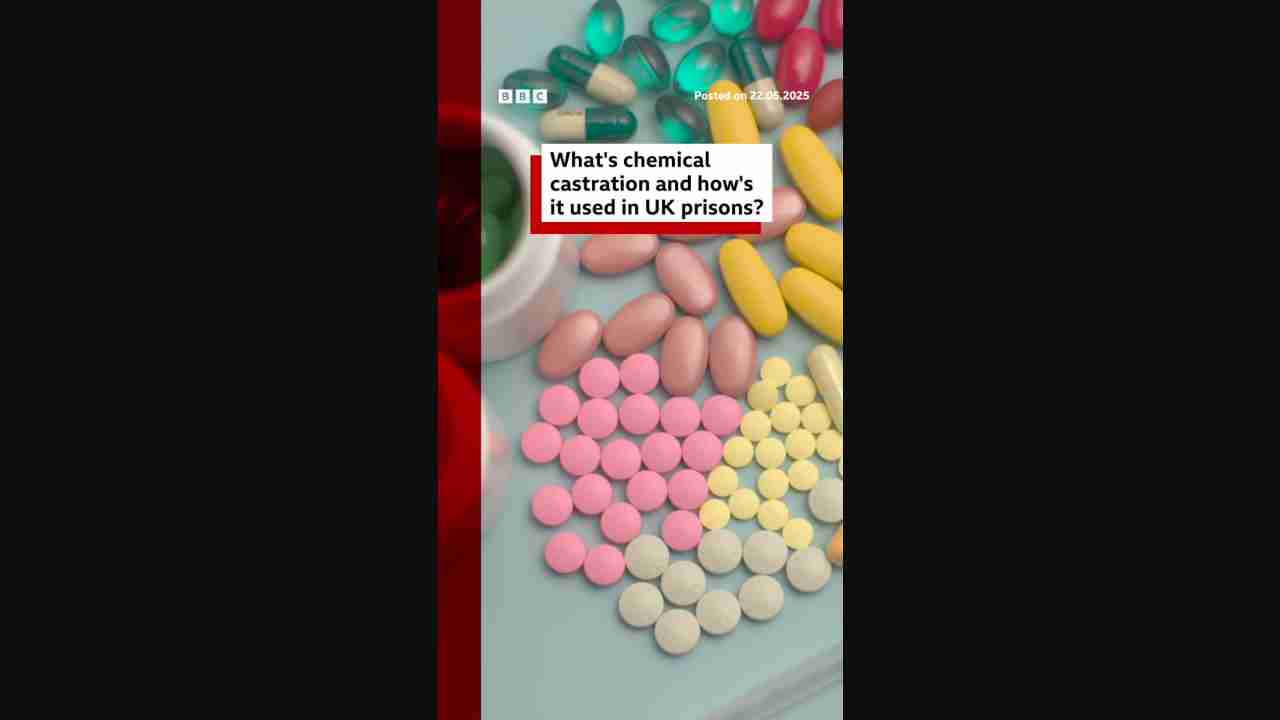 BBC
Posted on 22.05.2025
What's chemical
castration and how's
it used in UK prisons?